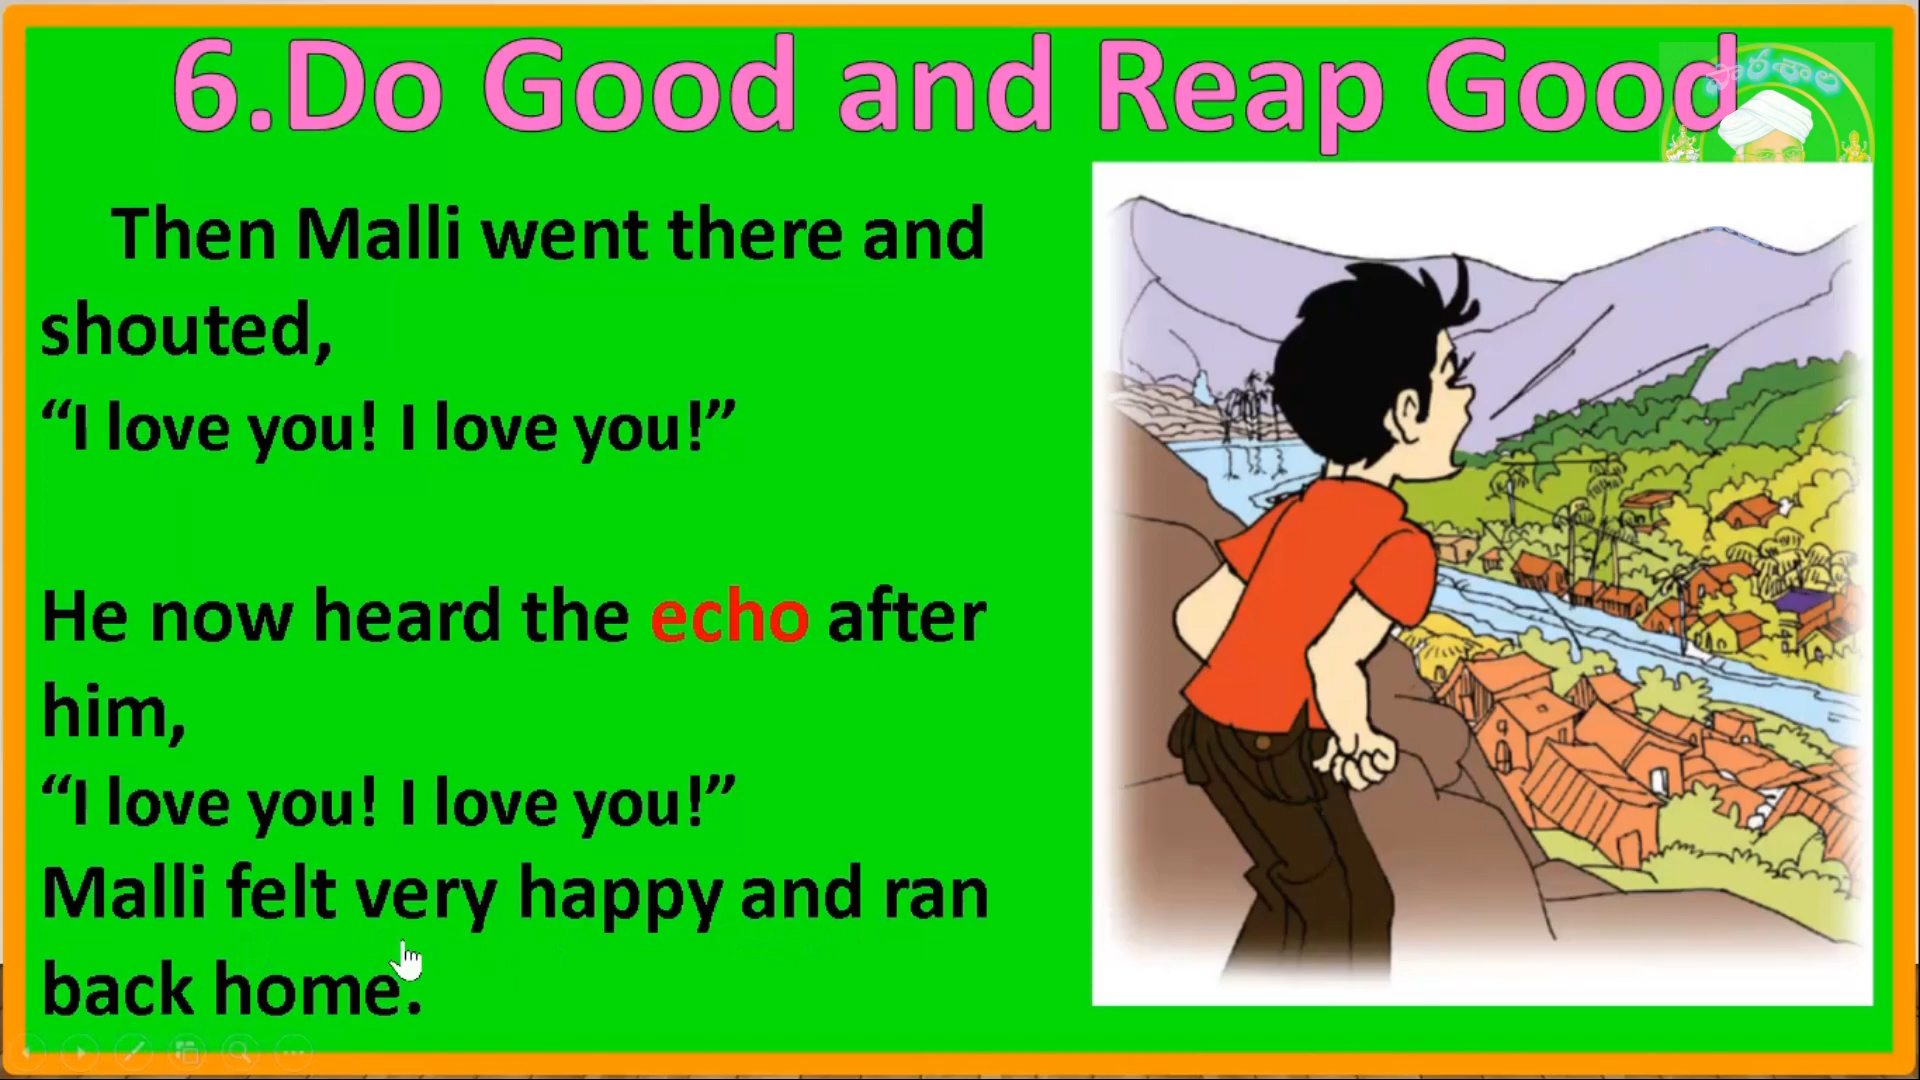 6.Do Good and Reap Good
పాఠశాల
Then Malli went there and
shouted,
“I love you! I love you!”
He now heard the echo after
him,
“I love you! I love you!”
Malli felt very happy and ran
back home.